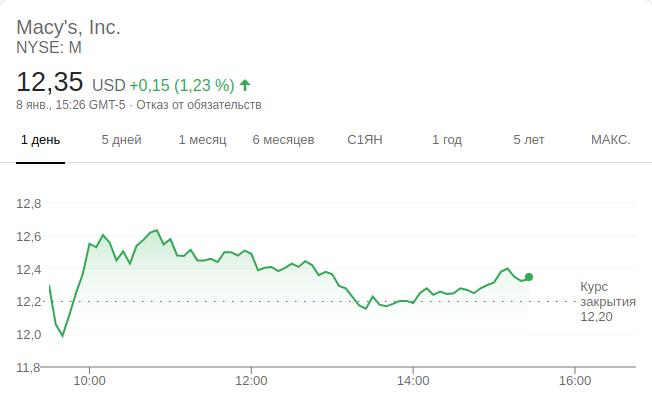 Macy's, Inc.
NYSE: M
12,35 USD +0,15 (1,23 %)
8 янв., 15:26 GMT-5 · Отказ от обязательств
1 день 5 дней 1 месяц 6 месяцев С1ЯН 1 год 5 лет МАКС.
12,8
12,6
12,4
12,2
12,0
11,8
Курс
закрытия
12,20
10:00 12:00 14:00 16:00